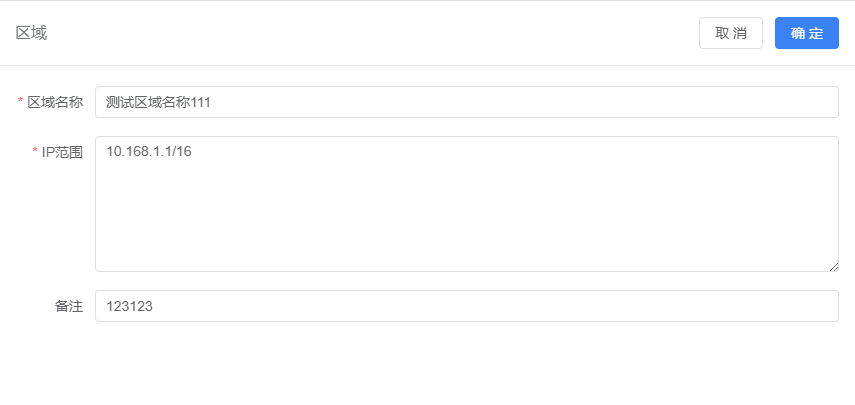 区域
取消
确定
* 区域名称
测试区域名称111
* IP范围
10.168.1.1/16
备注
123123